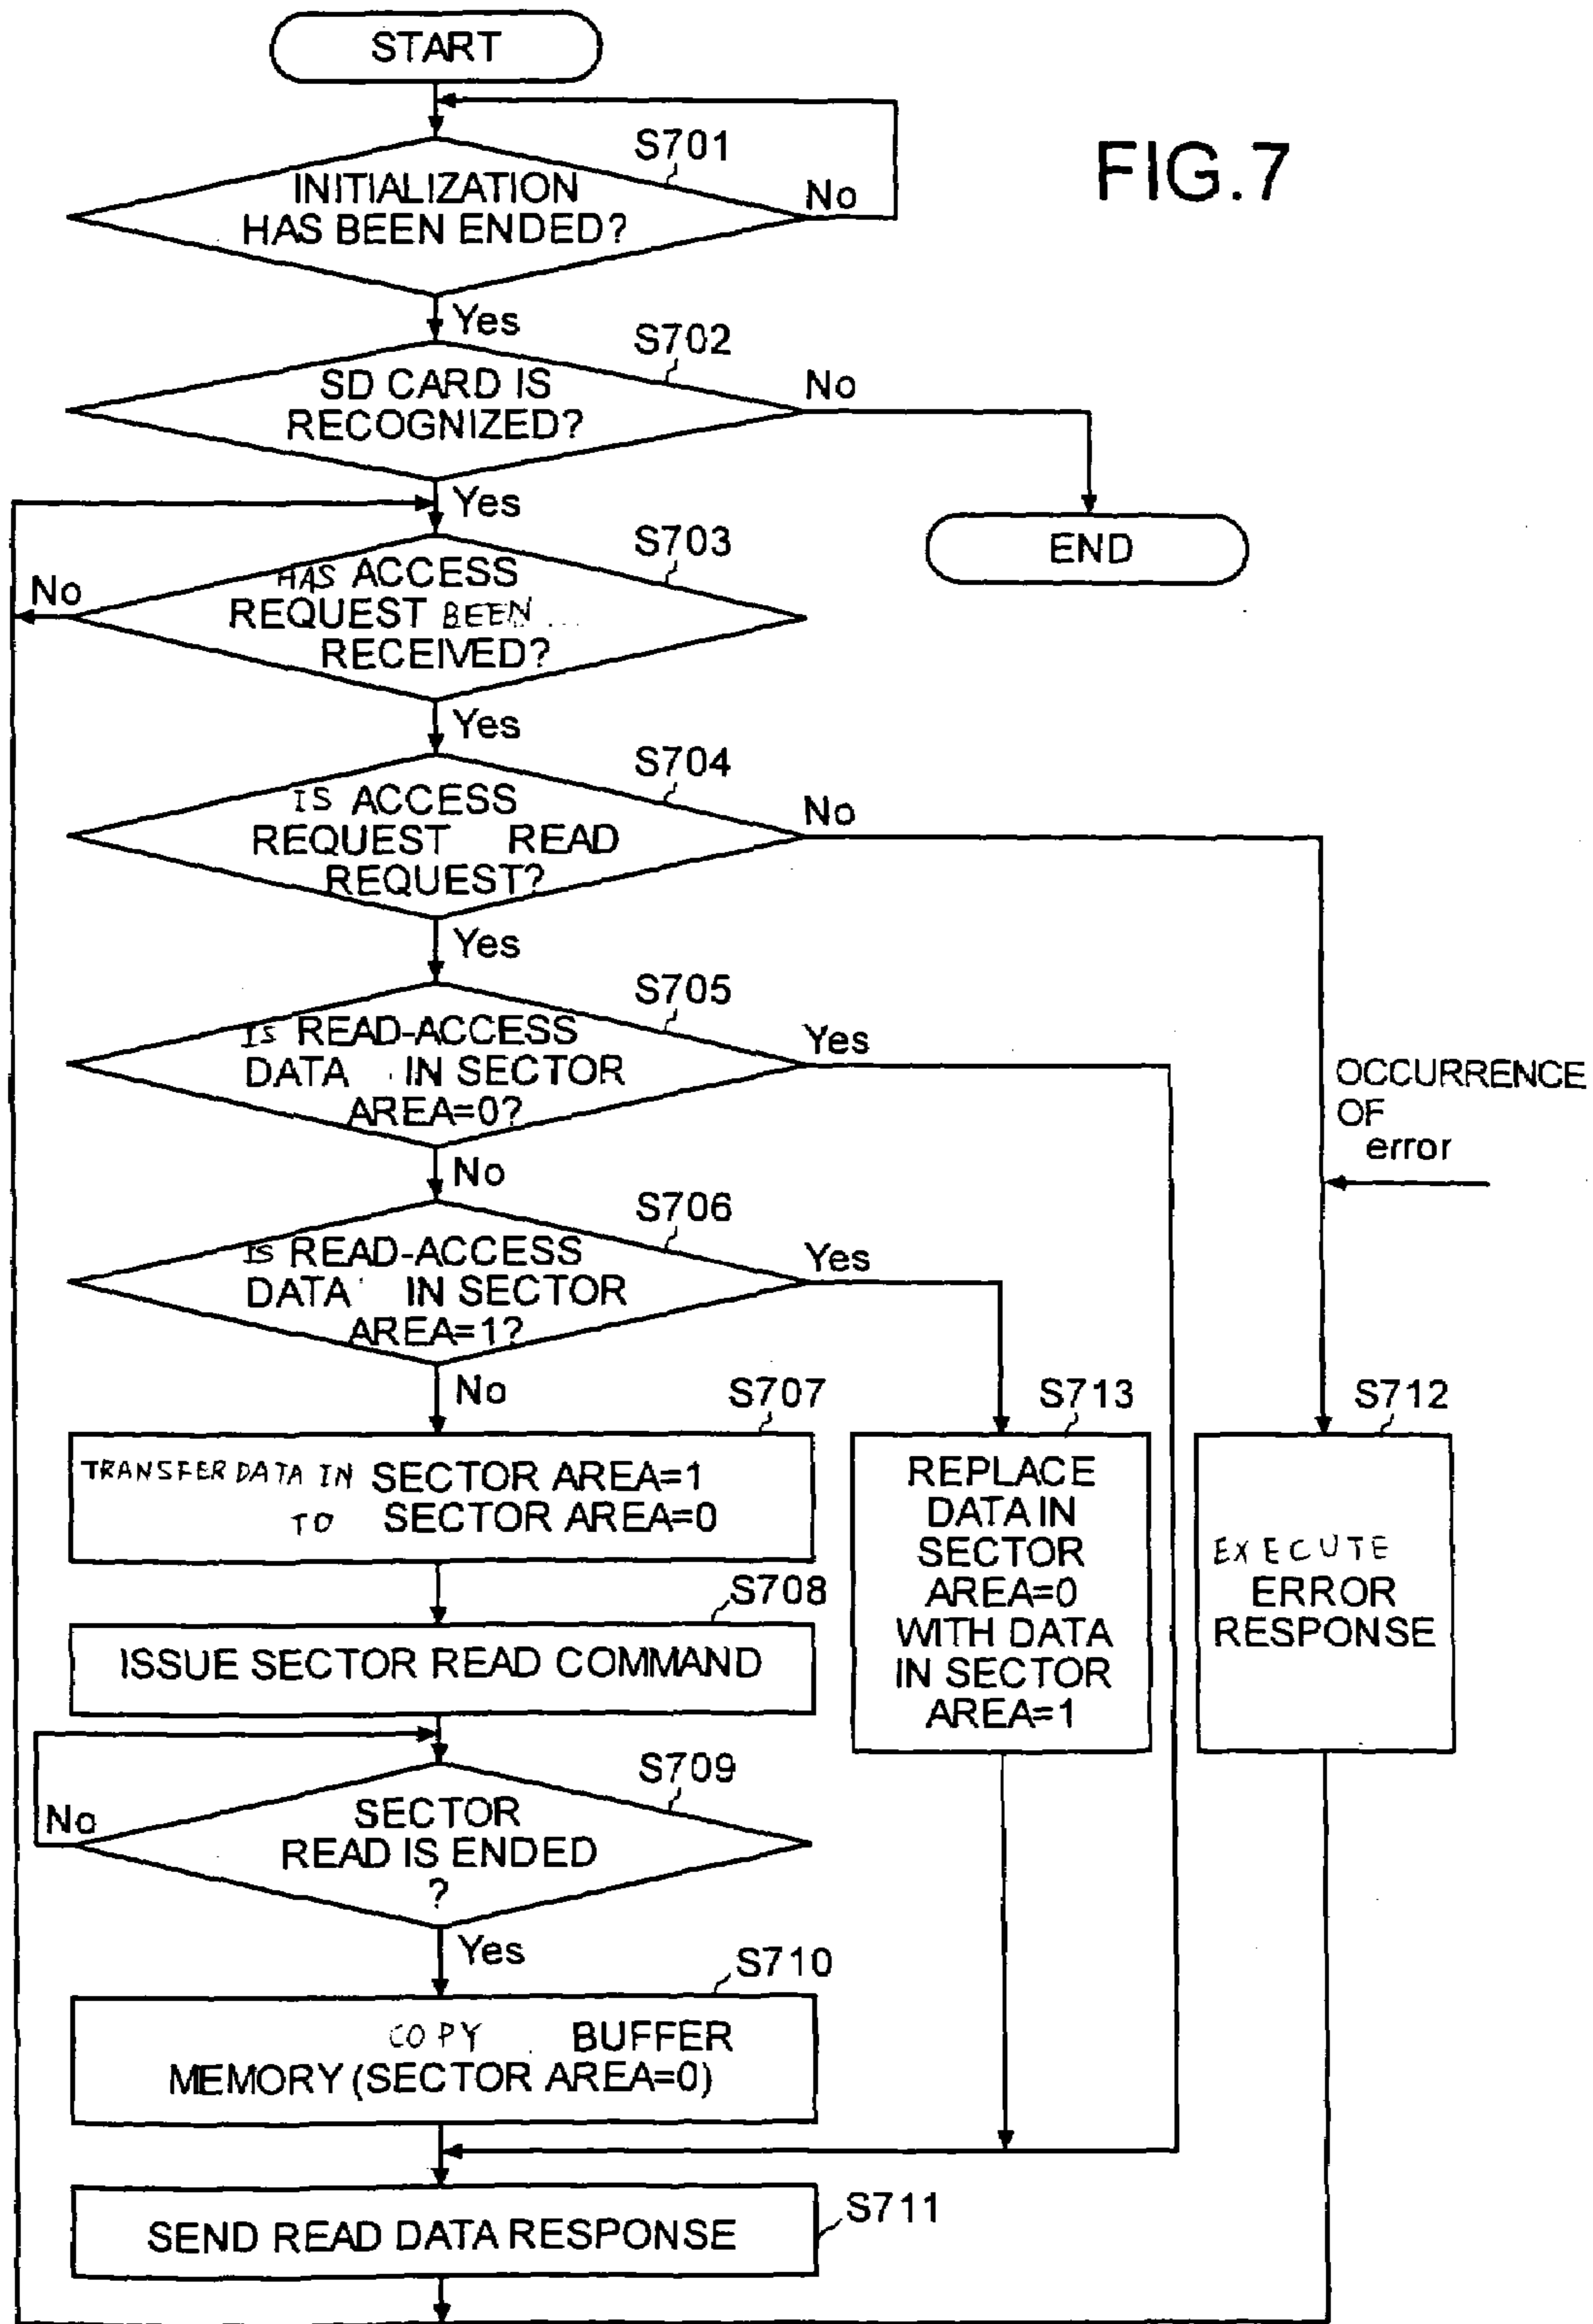 START
FIG.7
S701
INITIALIZATION
HAS BEEN ENDED?
No
Yes
S702
SD CARD IS
RECOGNIZED?
No
Yes
END
S703
HAS ACCESS
REQUEST BEEN
RECEIVED?
No
Yes
S704
IS ACCESS
REQUEST READ
REQUEST?
No
Yes
S705
IS READ-ACCESS
DATA IN SECTOR
AREA=0?
Yes
No
OCCURRENCE
OF
error
S706
IS READ-ACCESS
DATA IN SECTOR
AREA=1?
Yes
No
S707
TRANSFER DATA IN SECTOR AREA=1
TO SECTOR AREA=0
S713
REPLACE
DATA IN
SECTOR
AREA=0
WITH DATA
IN SECTOR
AREA=1
S712
EXECUTE
ERROR
RESPONSE
S708
ISSUE SECTOR READ COMMAND
S709
SECTOR
READ IS ENDED
?
No
Yes
S710
COPY BUFFER
MEMORY (SECTOR AREA=0)
S711
SEND READ DATA RESPONSE